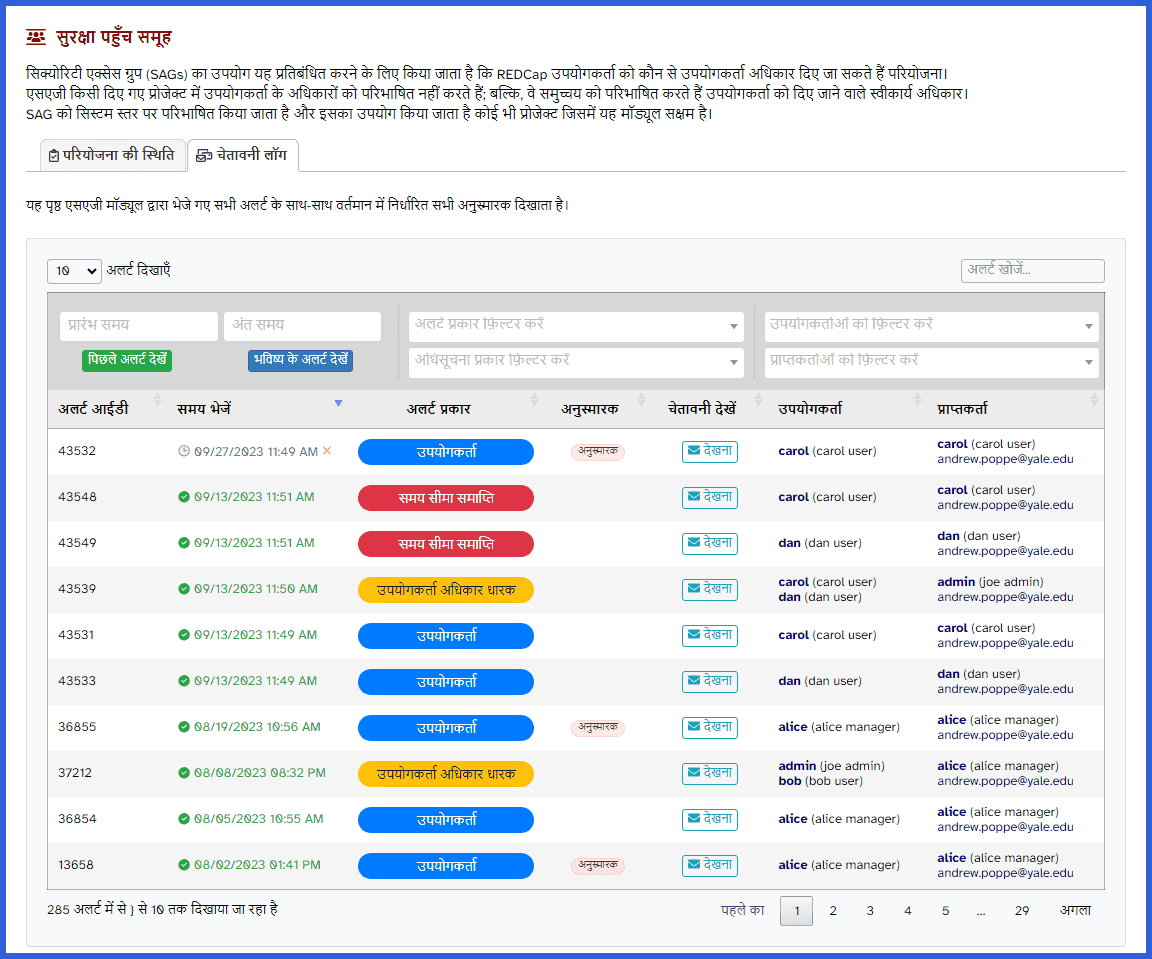 सुरक्षा पहुँच समूह
सिक्योरिटी एक्सेस ग्रुप (SAGs) का उपयोग यह प्रतिबंधित करने के लिए किया जाता है कि REDCap उपयोगकर्ता को कौन से उपयोगकर्ता अधिकार दिए जा सकते हैं परियोजना।
एसएजी किसी दिए गए प्रोजेक्ट में उपयोगकर्ता के अधिकारों को परिभाषित नहीं करते हैं; बल्कि, वे समुच्चय को परिभाषित करते हैं उपयोगकर्ता को दिए जाने वाले स्वीकार्य अधिकार।
SAG को सिस्टम स्तर पर परिभाषित किया जाता है और इसका उपयोग किया जाता है कोई भी प्रोजेक्ट जिसमें यह मॉड्यूल सक्षम है।
परियोजना की स्थिति चेतावनी लॉग
यह पृष्ठ एसएजी मॉड्यूल द्वारा भेजे गए सभी अलर्ट के साथ-साथ वर्तमान में निर्धारित सभी अनुस्मारक दिखाता है।
10 अलर्ट दिखाएँ अलर्ट खोजें...
प्रारंभ समय अंत समय अलर्ट प्रकार फ़िल्टर करें उपयोगकर्ताओं को फ़िल्टर करें
पिछले अलर्ट देखें भविष्य के अलर्ट देखें अधिसूचना प्रकार फ़िल्टर करें प्राप्तकर्ताओं को फ़िल्टर करें
अलर्ट आईडी समय भेजें अलर्ट प्रकार अनुस्मारक चेतावनी देखें उपयोगकर्ता प्राप्तकर्ता
43532 09/27/2023 11:49 AM उपयोगकर्ता अनुस्मारक देखना carol (carol user) carol (carol user)
andrew.poppe@yale.edu
43548 09/13/2023 11:51 AM समय सीमा समाप्ति देखना carol (carol user) carol (carol user)
andrew.poppe@yale.edu
43549 09/13/2023 11:51 AM समय सीमा समाप्ति देखना dan (dan user) dan (dan user)
andrew.poppe@yale.edu
43539 09/13/2023 11:50 AM उपयोगकर्ता अधिकार धारक देखना carol (carol user) admin (joe admin)
dan (dan user) andrew.poppe@yale.edu
43531 09/13/2023 11:49 AM उपयोगकर्ता देखना carol (carol user) carol (carol user)
andrew.poppe@yale.edu
43533 09/13/2023 11:49 AM उपयोगकर्ता देखना dan (dan user) dan (dan user)
andrew.poppe@yale.edu
36855 08/19/2023 10:56 AM उपयोगकर्ता अनुस्मारक देखना alice (alice manager) alice (alice manager)
andrew.poppe@yale.edu
37212 08/08/2023 08:32 PM उपयोगकर्ता अधिकार धारक देखना admin (joe admin) alice (alice manager)
bob (bob user) andrew.poppe@yale.edu
36854 08/05/2023 10:55 AM उपयोगकर्ता देखना alice (alice manager) alice (alice manager)
andrew.poppe@yale.edu
13658 08/02/2023 01:41 PM उपयोगकर्ता अनुस्मारक देखना alice (alice manager) alice (alice manager)
andrew.poppe@yale.edu
285 अलर्ट में से } से 10 तक दिखाया जा रहा है पहले का 1 2 3 4 5 ... 29 अगला